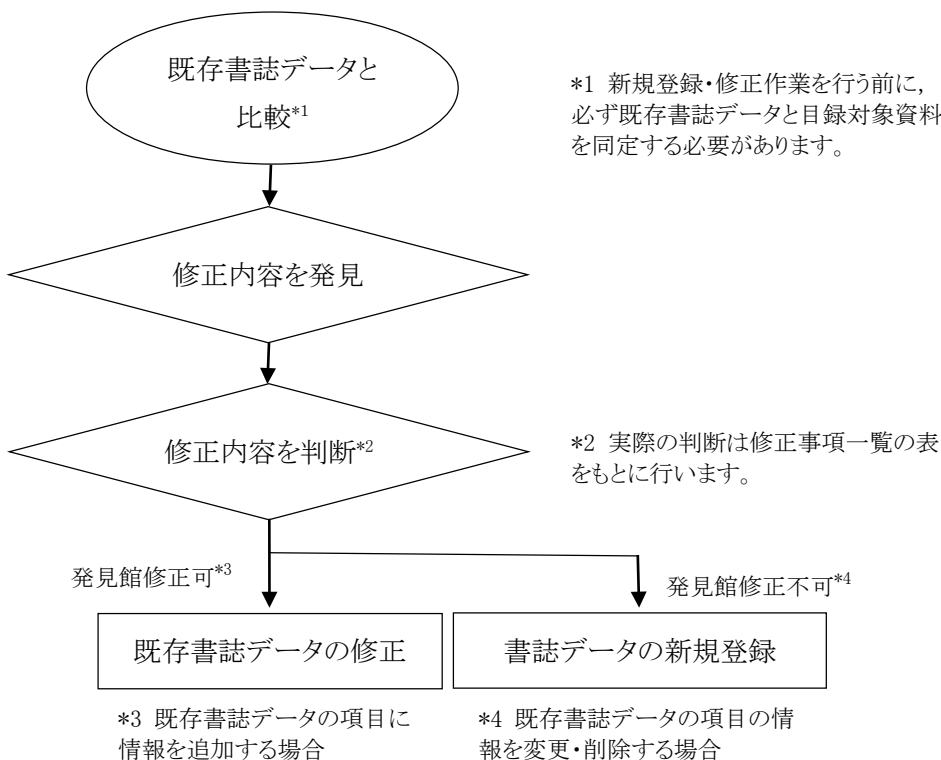 既存書誌データと
比較*1
*1 新規登録・修正作業を行う前に,
必ず既存書誌データと目録対象資料
を同定する必要があります。
修正内容を発見
修正内容を判断*2
*2 実際の判断は修正事項一覧の表
をもとに行います。
発見館修正可*3
発見館修正不可*4
既存書誌データの修正
書誌データの新規登録
*3 既存書誌データの項目に
情報を追加する場合
*4 既存書誌データの項目の情
報を変更・削除する場合